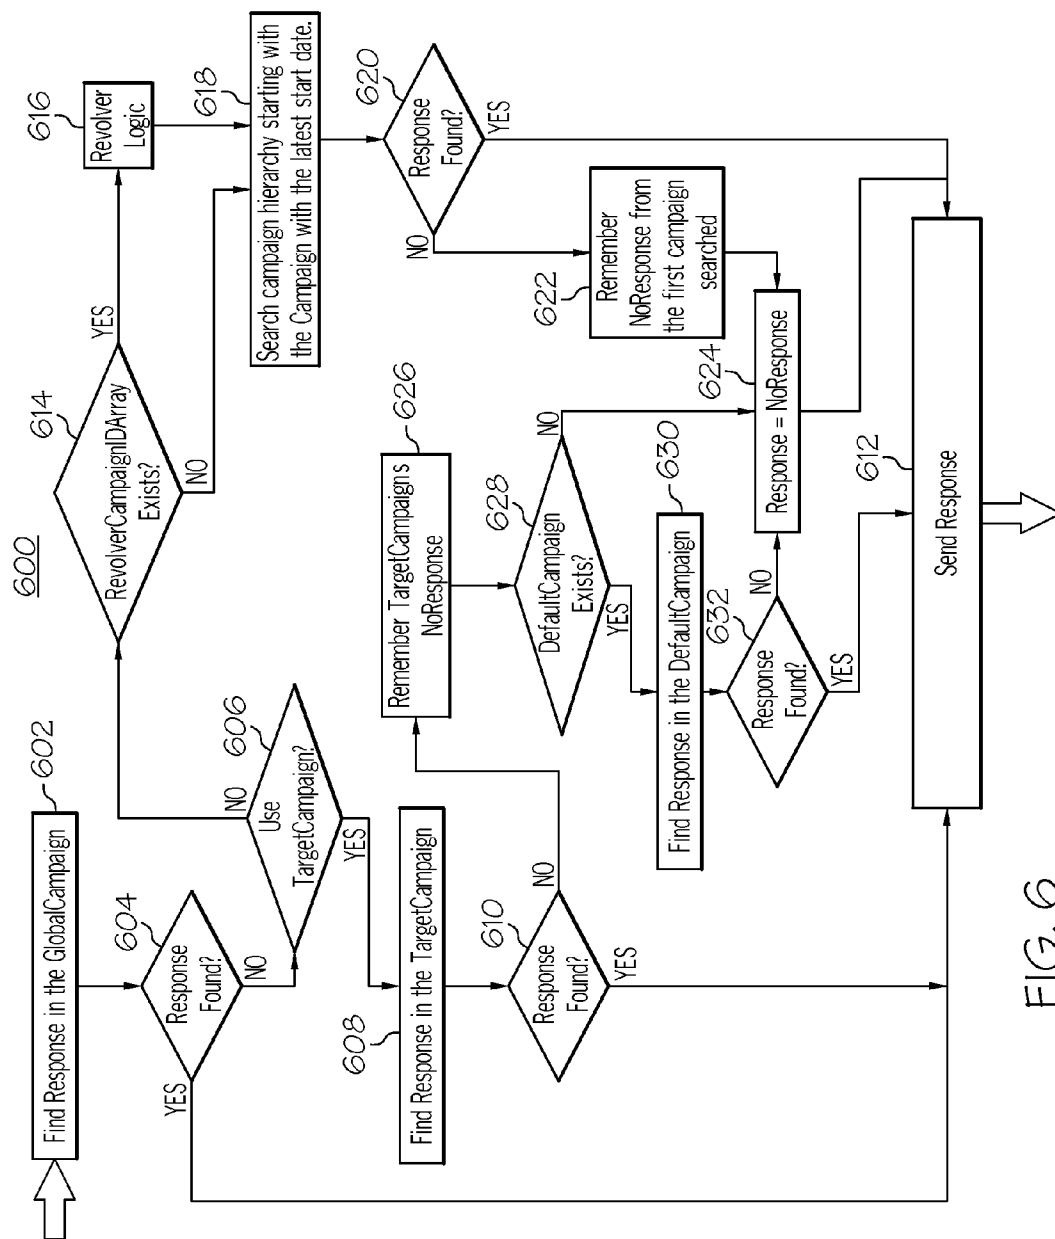 600
602
Find Response in the GlobalCampaign
604
Response
Found?
YES
NO
606
Use
TargetCampaign?
NO
YES
608
Find Response in the TargetCampaign
610
Response
Found?
NO
YES
614
RevolverCampaignIDArray
Exists?
YES
NO
616
Revolver
Logic
618
Search campaign hierarchy starting with
the Campaign with the latest start date.
620
Response
Found?
NO
YES
622
Remember
NoResponse from
the first campaign
searched
624
Response = NoResponse
626
Remember TargetCampaigns
NoResponse
628
DefaultCampaign
Exists?
NO
YES
630
Find Response in the DefaultCampaign
632
Response
Found?
NO
YES
612
Send Response
FIG. 6